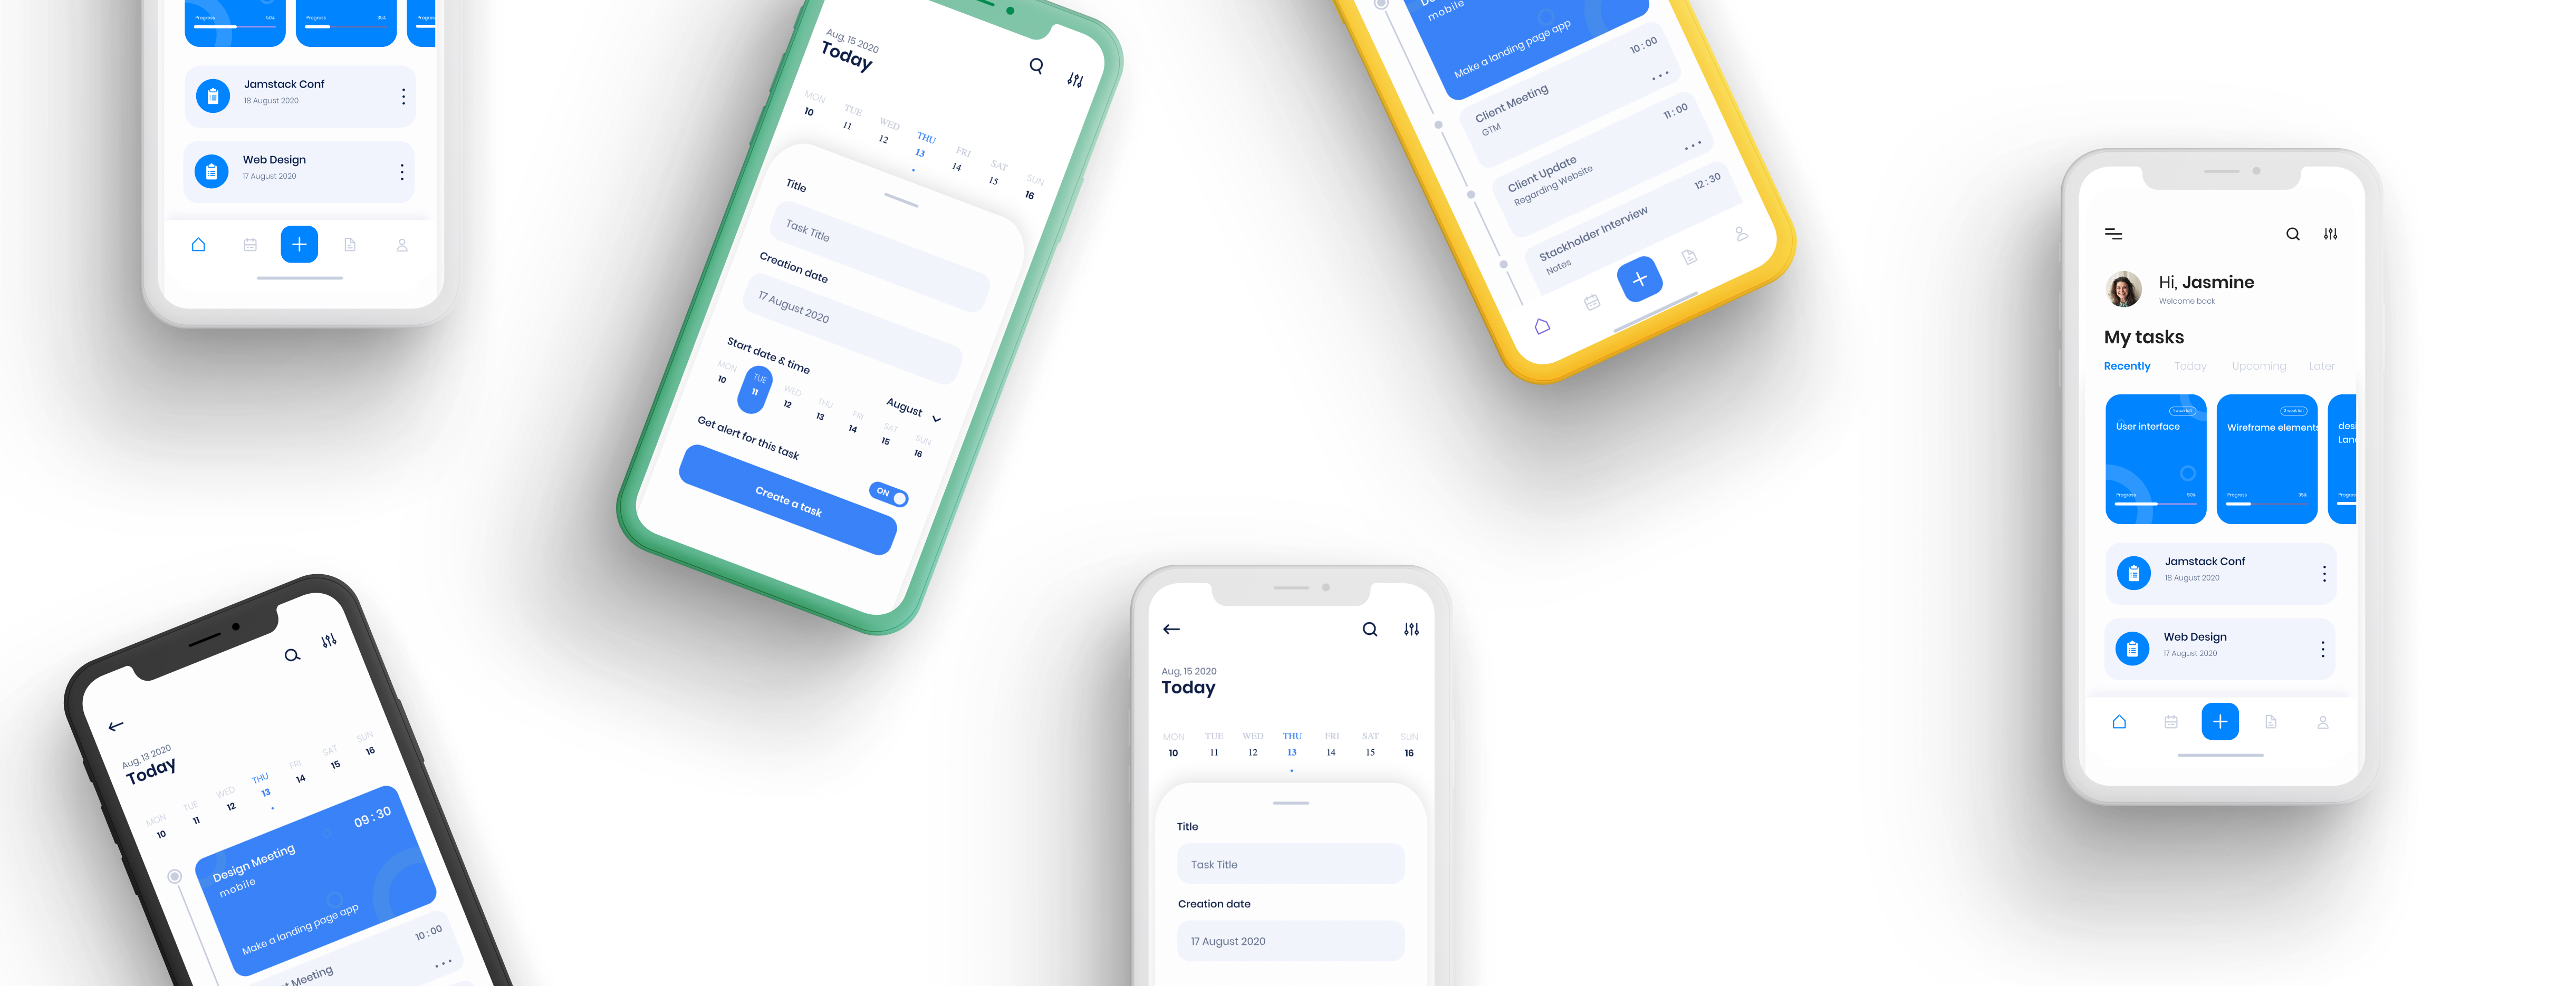 Progress
50%
Progress
35%
Progres
Jamstack Conf
18 August 2020
Web Design
17 August 2020
Aug, 15 2020
Today
MON TUE WED THU FRI SAT SUN
10 11 12 13 14 15 16
Title
Task Title
Creation date
17 August 2020
Start date & time
August
MON TUE WED THU FRI SAT SUN
10 11 12 13 14 15 16
Get alert for this task
ON
Create a task
mobile
Make a landing page app
10:00
Client Meeting
GTM
11:00
Client Update
Regarding Website
12:30
Stackholder Interview
Notes
Hi, Jasmine
Welcome back
My tasks
Recently Today Upcoming Later
User interface
Progress
50%
Wireframe elements
Progress
35%
desi
Lan
Progres
Jamstack Conf
18 August 2020
Web Design
17 August 2020
Aug, 13 2020
Today
MON TUE WED THU FRI SAT SUN
10 11 12 13 14 15 16
09:30
Design Meeting
mobile
Make a landing page app
10:00
t Meeting
Aug, 15 2020
Today
MON TUE WED THU FRI SAT SUN
10 11 12 13 14 15 16
Title
Task Title
Creation date
17 August 2020